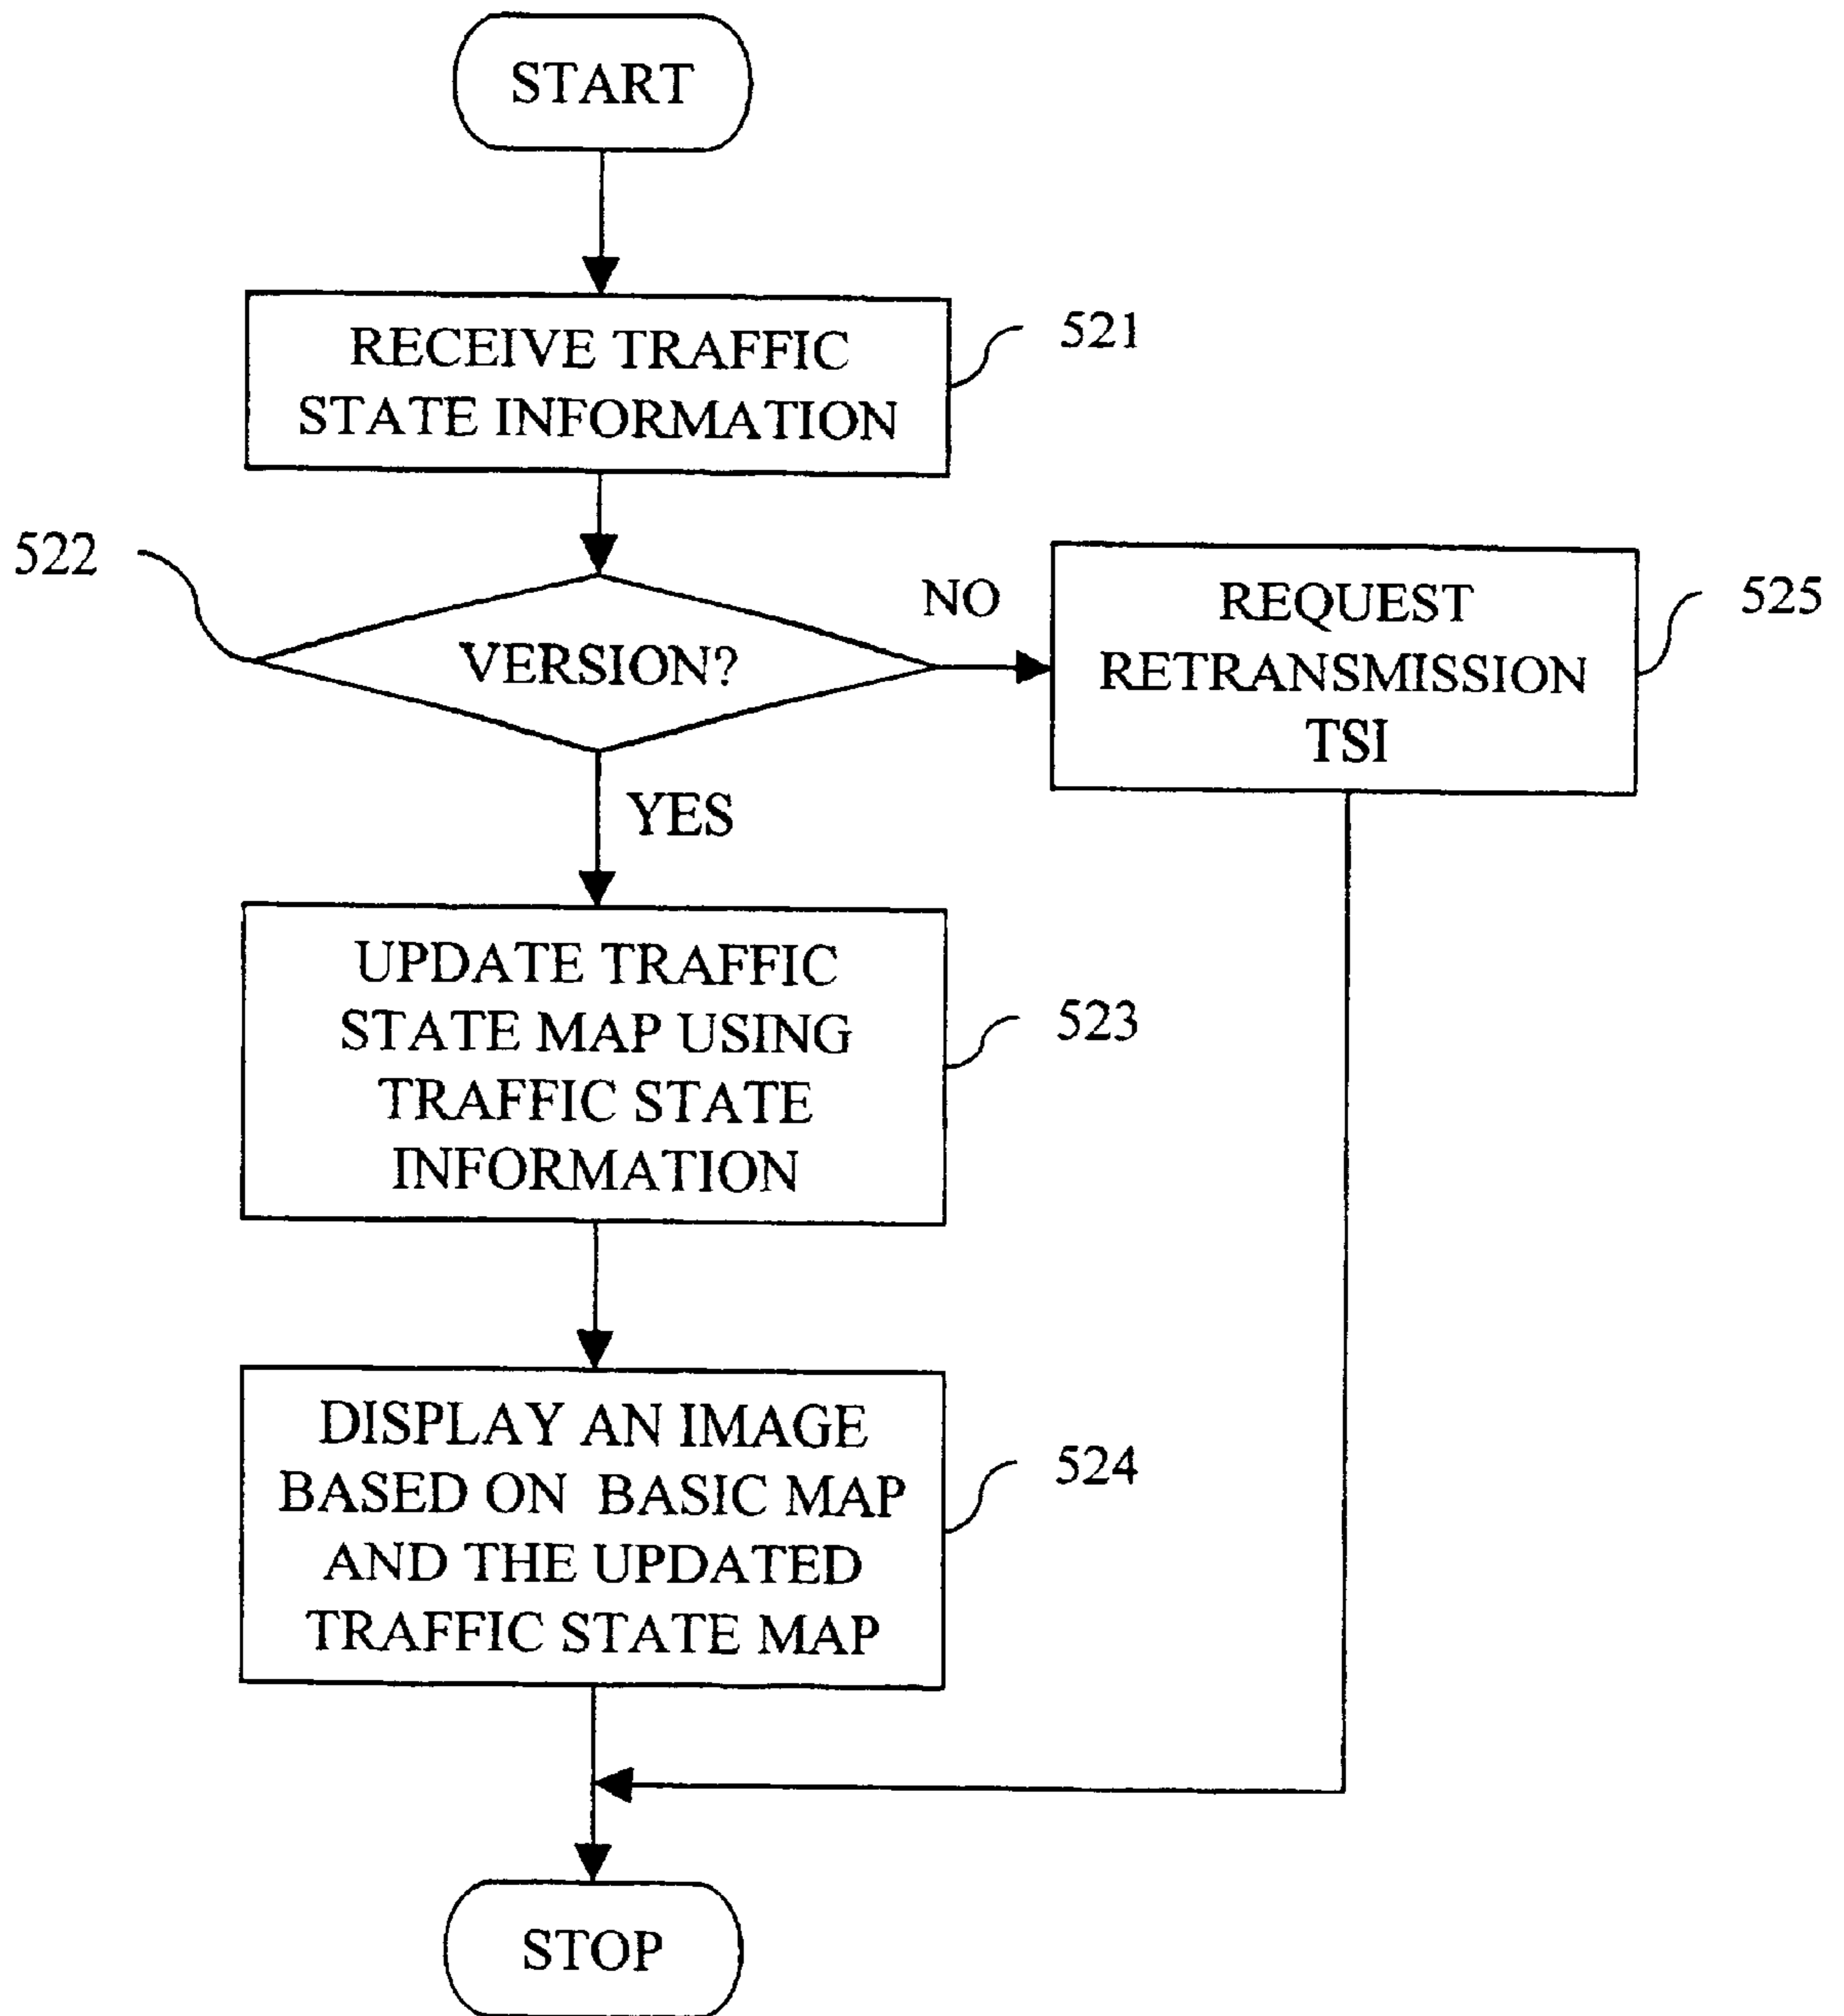 START
RECEIVE TRAFFIC
STATE INFORMATION
521
522
VERSION?
NO
REQUEST
RETRANSMISSION
TSI
525
YES
UPDATE TRAFFIC
STATE MAP USING
TRAFFIC STATE
INFORMATION
523
DISPLAY AN IMAGE
BASED ON BASIC MAP
AND THE UPDATED
TRAFFIC STATE MAP
524
STOP